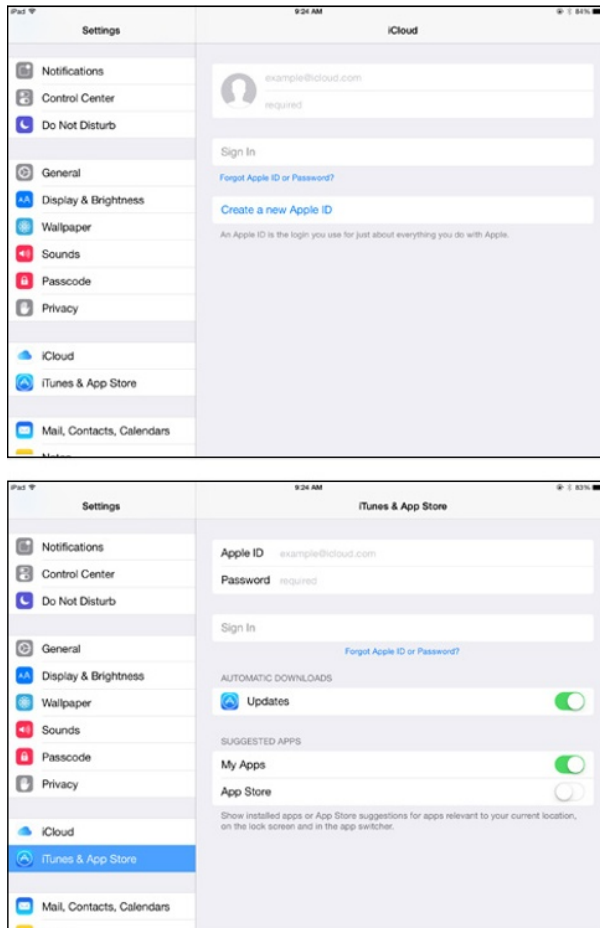 iPad
9:24 AM
84%
Settings
iCloud
Notifications
Control Center
Do Not Disturb
General
Display & Brightness
Wallpaper
Sounds
Passcode
Privacy
iCloud
iTunes & App Store
Mail, Contacts, Calendars
Notes
example@icloud.com
required
Sign In
Forgot Apple ID or Password?
Create a new Apple ID
An Apple ID is the login you use for just about everything you do with Apple.
iPad
9:24 AM
83%
Settings
iTunes & App Store
Notifications
Control Center
Do Not Disturb
General
Display & Brightness
Wallpaper
Sounds
Passcode
Privacy
iCloud
iTunes & App Store
Mail, Contacts, Calendars
Apple ID example@icloud.com
Password required
Sign In
Forgot Apple ID or Password?
AUTOMATIC DOWNLOADS
Updates
SUGGESTED APPS
My Apps
App Store
Show installed apps or App Store suggestions for apps relevant to your current location,
on the lock screen and in the app switcher.